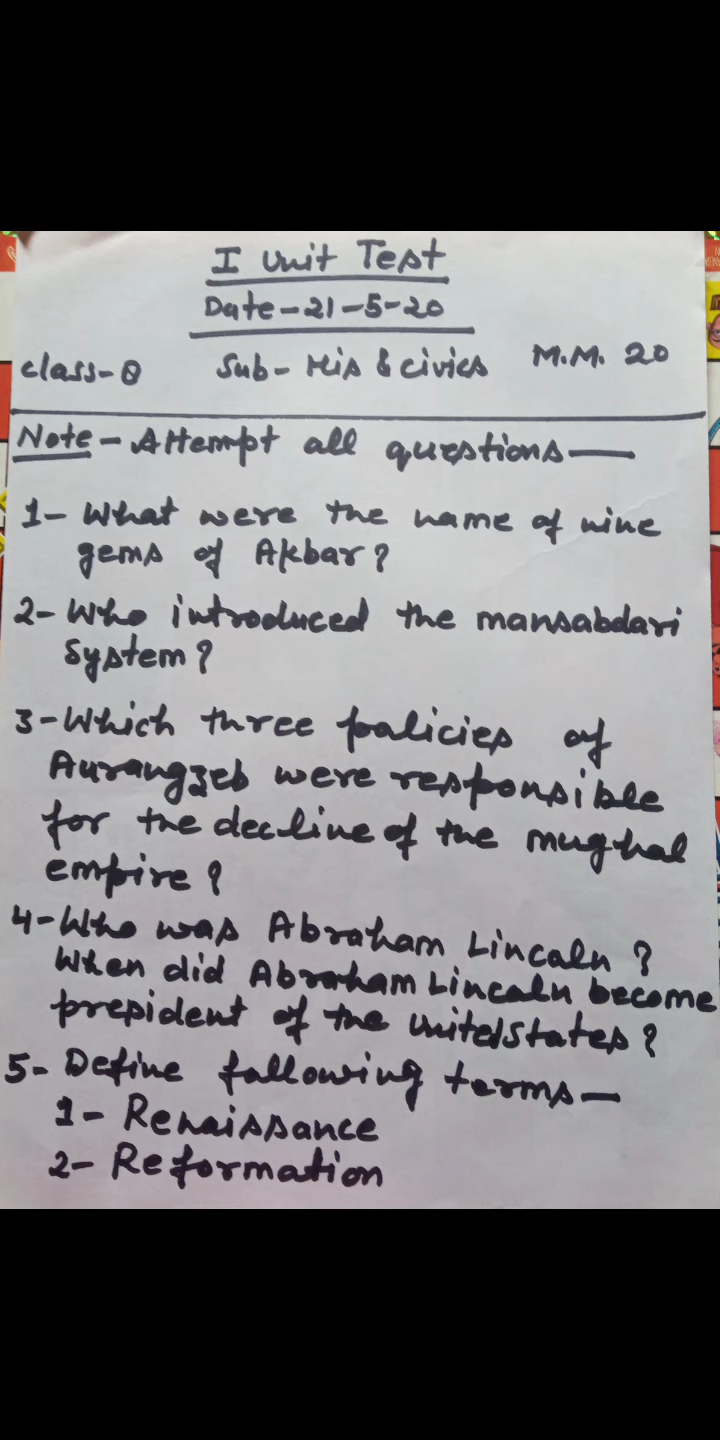 I Unit Test
Date-21-5-20
class-8 Sub- His & civics M.M. 20
Note - Attempt all questions—
1- What were the name of nine
gems of Akbar?
2- Who introduced the mansabdari
System?
3- Which three policies of
Aurangzeb were responsible
for the decline of the mughal
empire?
4- Who was Abraham Lincoln?
When did Abraham Lincoln become
president of the United States?
5- Define following terms—
1- Renaissance
2- Reformation